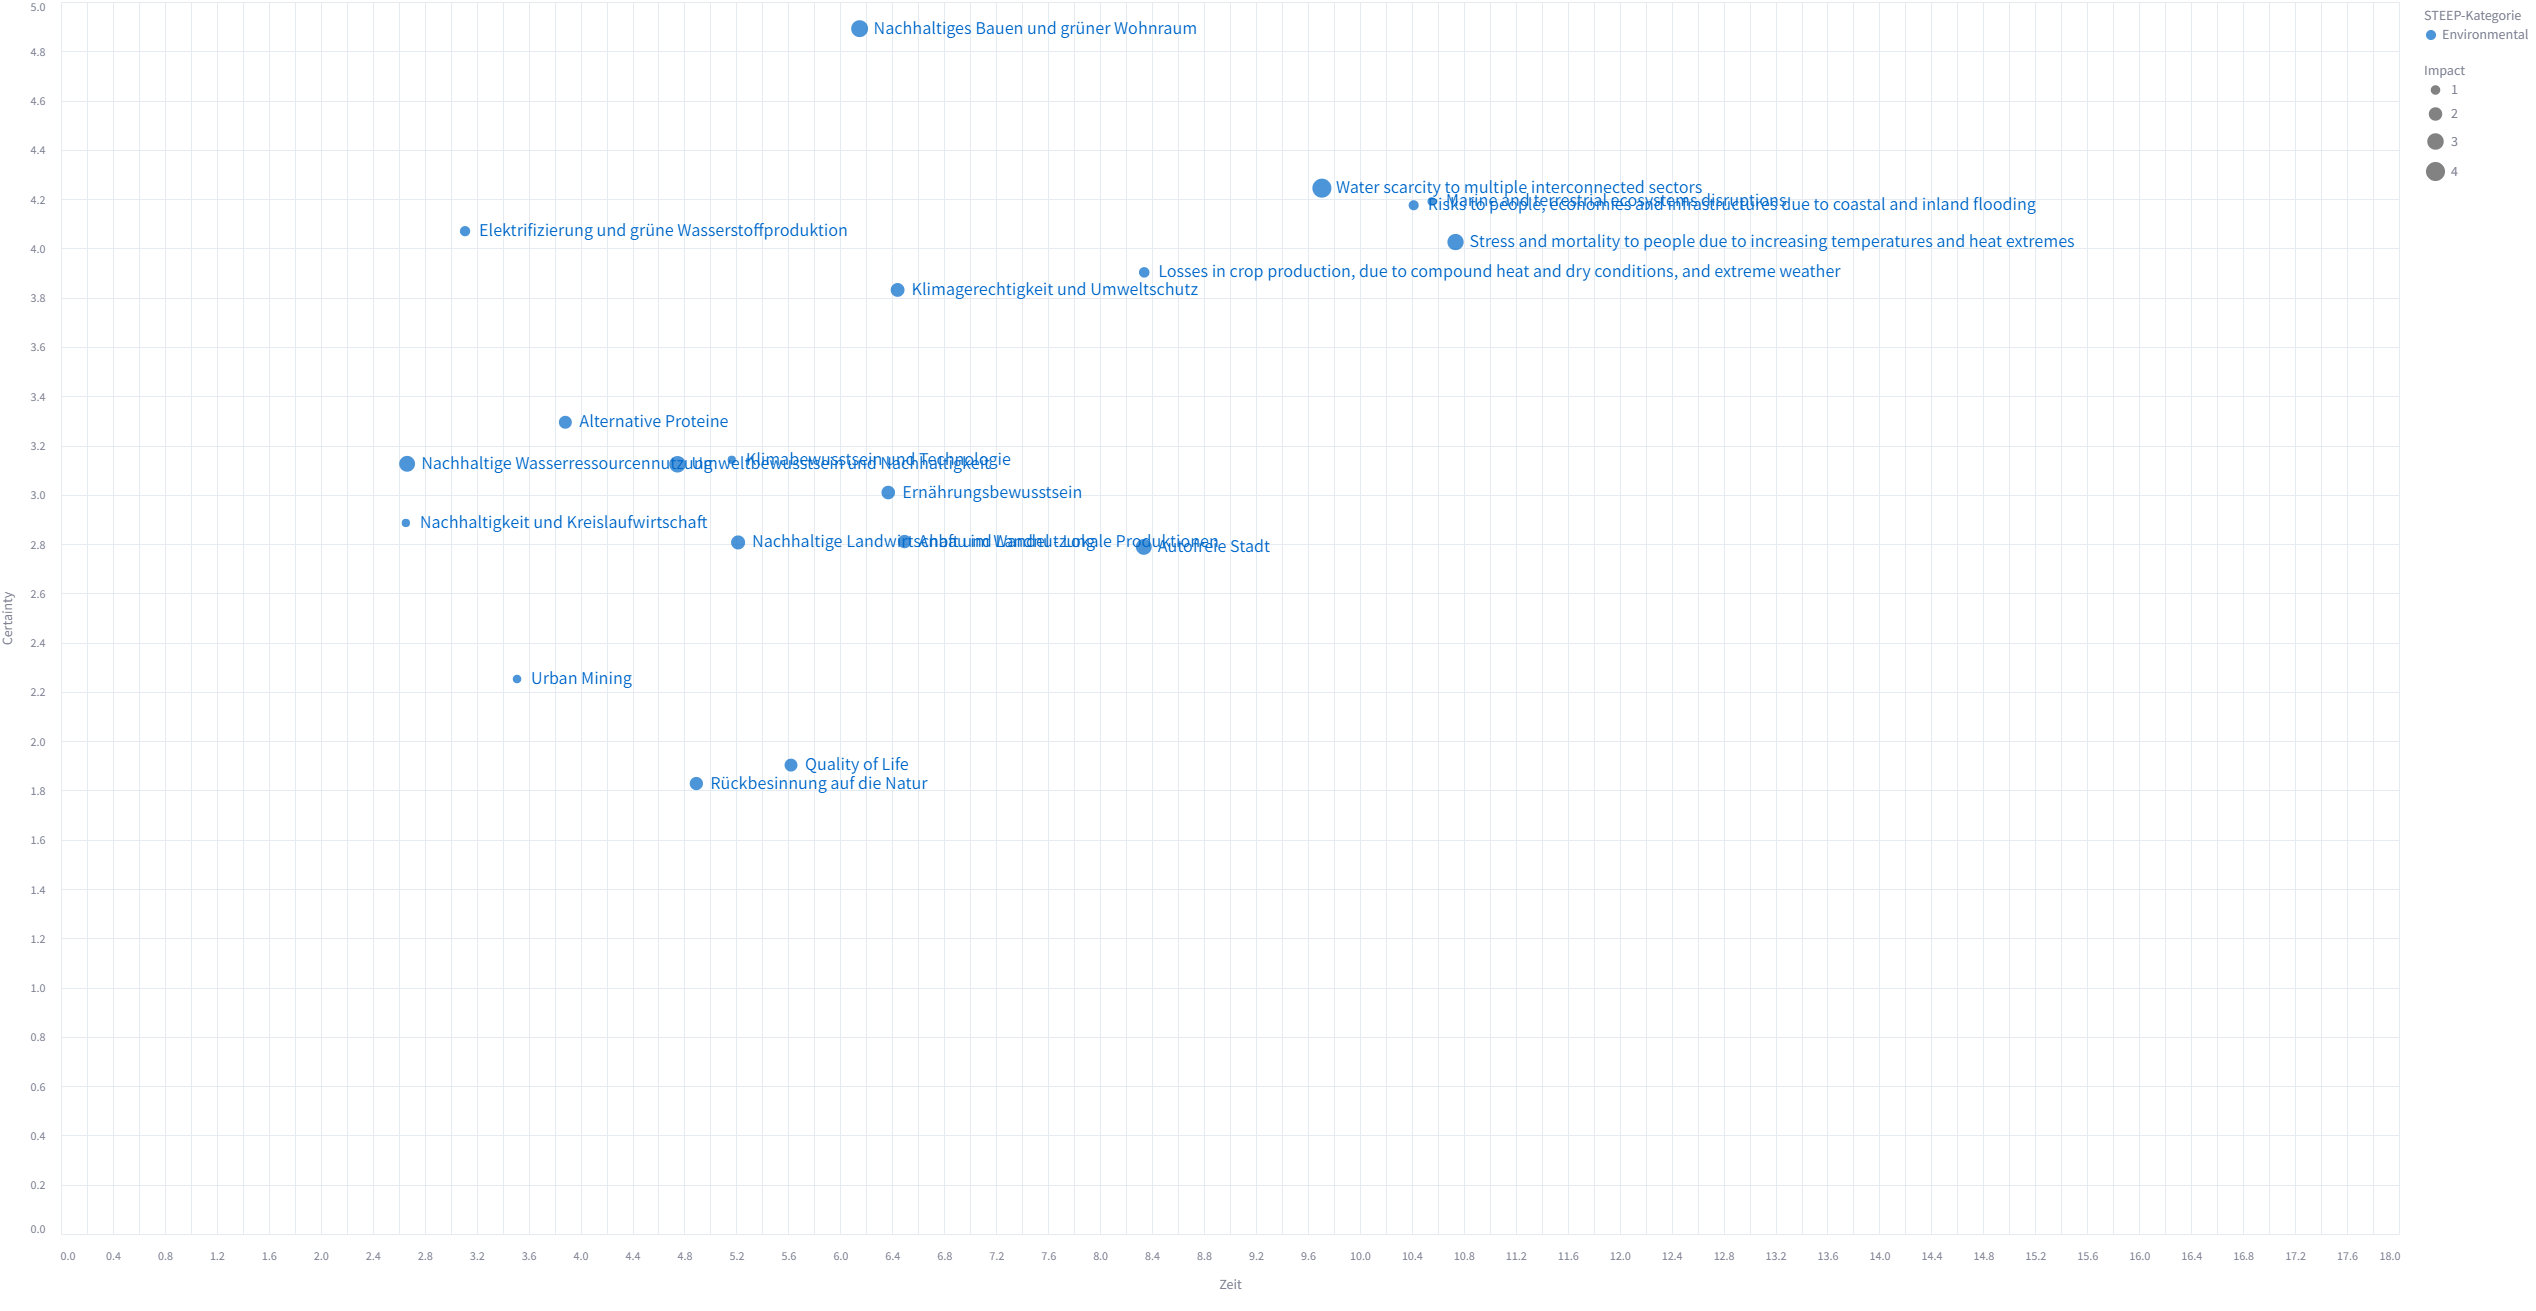 5.0
4.8
4.6
4.4
4.2
4.0
3.8
3.6
3.4
3.2
3.0
2.8
2.6
2.4
2.2
2.0
1.8
1.6
1.4
1.2
1.0
0.8
0.6
0.4
0.2
0.0
Certainty
Nachhaltiges Bauen und grüner Wohnraum
Water scarcity to multiple interconnected sectors
Marine and terrestrial ecosystems disruptions
Risks to people, economies and infrastructures due to coastal and inland flooding
Elektrifizierung und grüne Wasserstoffproduktion
Stress and mortality to people due to increasing temperatures and heat extremes
Losses in crop production, due to compound heat and dry conditions, and extreme weather
Klimagerechtigkeit und Umweltschutz
Alternative Proteine
Klimabewusstsein und Technologie
Nachhaltige Wasserressourcennutzung
Umweltbewusstsein und Nachhaltigkeit
Ernährungsbewusstsein
Nachhaltigkeit und Kreislaufwirtschaft
Nachhaltige Landwirtschaft und Landnutzung
Anbau im Wandel - Lokale Produktionen
Autofreie Stadt
Urban Mining
Quality of Life
Rückbesinnung auf die Natur
0.0 0.4 0.8 1.2 1.6 2.0 2.4 2.8 3.2 3.6 4.0 4.4 4.8 5.2 5.6 6.0 6.4 6.8 7.2 7.6 8.0 8.4 8.8 9.2 9.6 10.0 10.4 10.8 11.2 11.6 12.0 12.4 12.8 13.2 13.6 14.0 14.4 14.8 15.2 15.6 16.0 16.4 16.8 17.2 17.6 18.0
Zeit
STEEP-Kategorie
Environmental
Impact
1
2
3
4